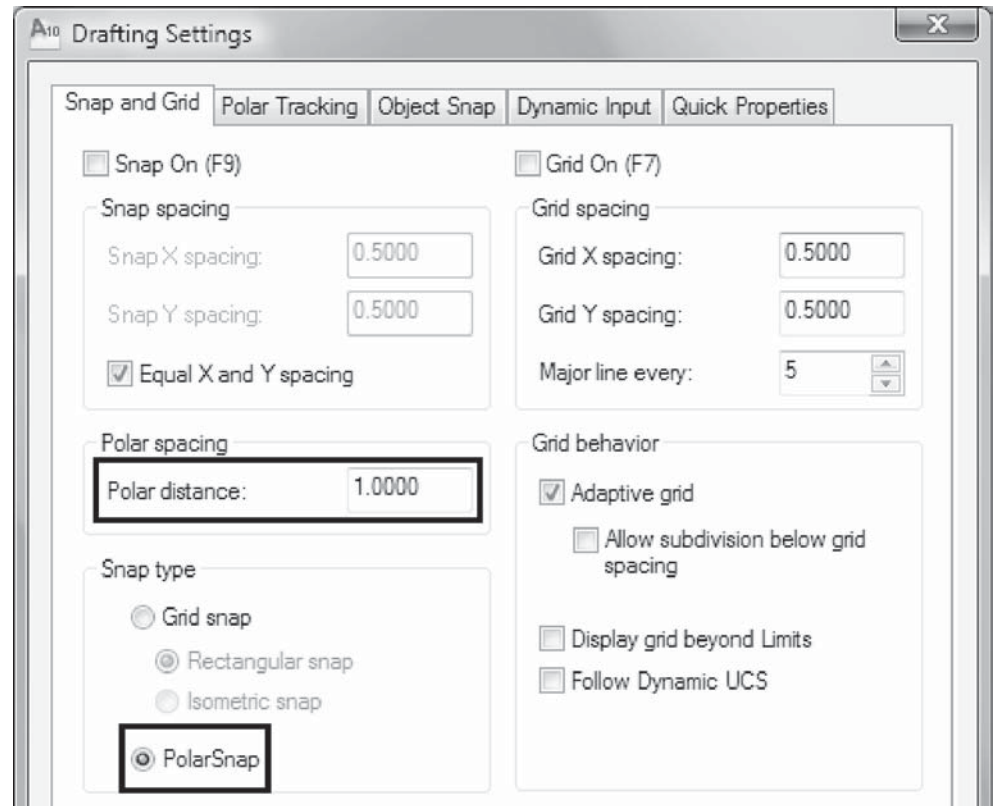 A10 Drafting Settings
Snap and Grid Polar Tracking Object Snap Dynamic Input Quick Properties
Snap On (F9)
Snap spacing
Snap X spacing: 0.5000
Snap Y spacing: 0.5000
Equal X and Y spacing
Polar spacing
Polar distance: 1.0000
Snap type
Grid snap
Rectangular snap
Isometric snap
PolarSnap
Grid On (F7)
Grid spacing
Grid X spacing: 0.5000
Grid Y spacing: 0.5000
Major line every: 5
Grid behavior
Adaptive grid
Allow subdivision below grid
spacing
Display grid beyond Limits
Follow Dynamic UCS